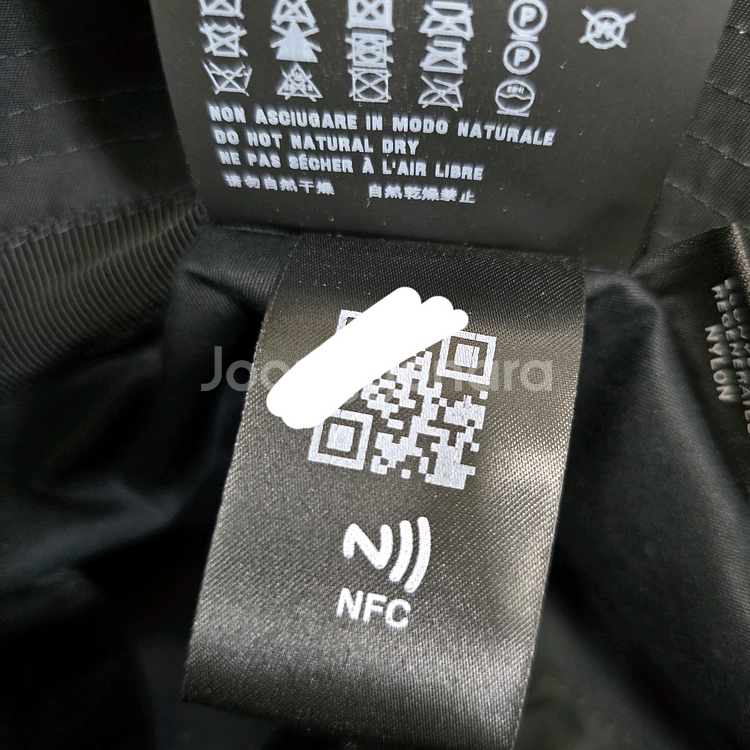 NON ASCIUGARE IN MODO NATURALE
DO NOT NATURAL DRY
NE PAS SÉCHER À L'AIR LIBRE
请勿自然干燥 自然乾燥禁止
NFC
NYLON